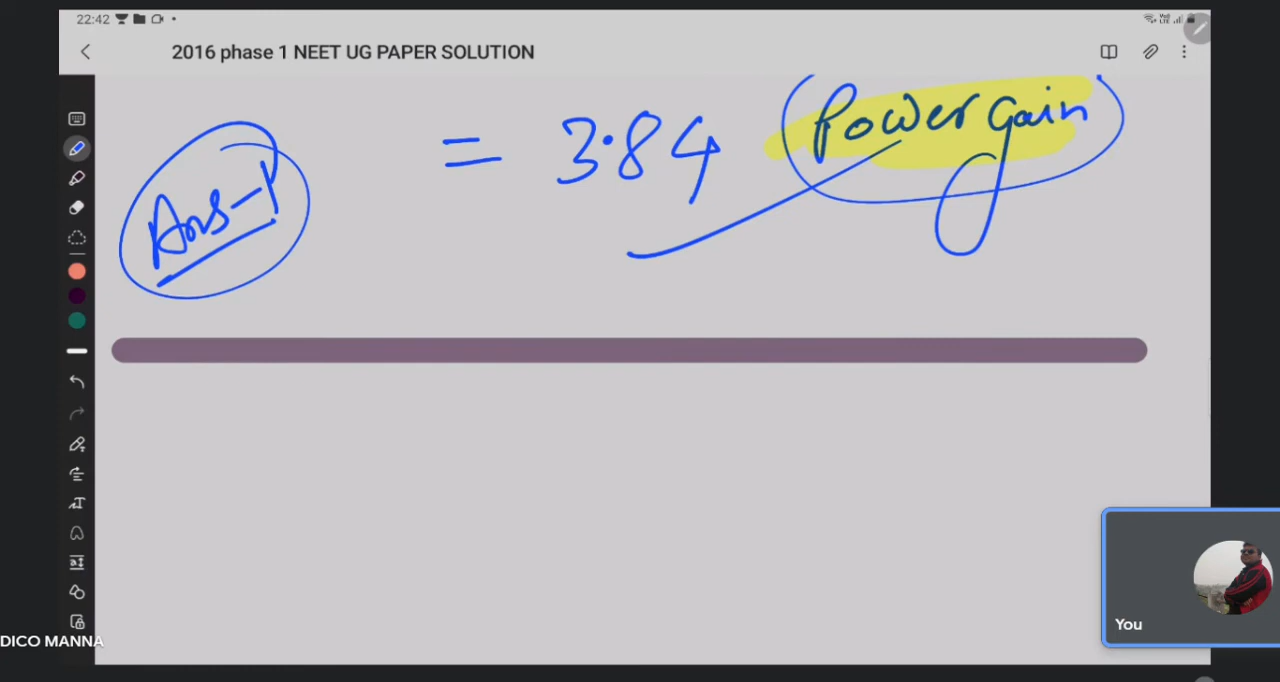 22:42
2016 phase 1 NEET UG PAPER SOLUTION
= 3.84 Power gain
Ans-1
You
DICO MANNA